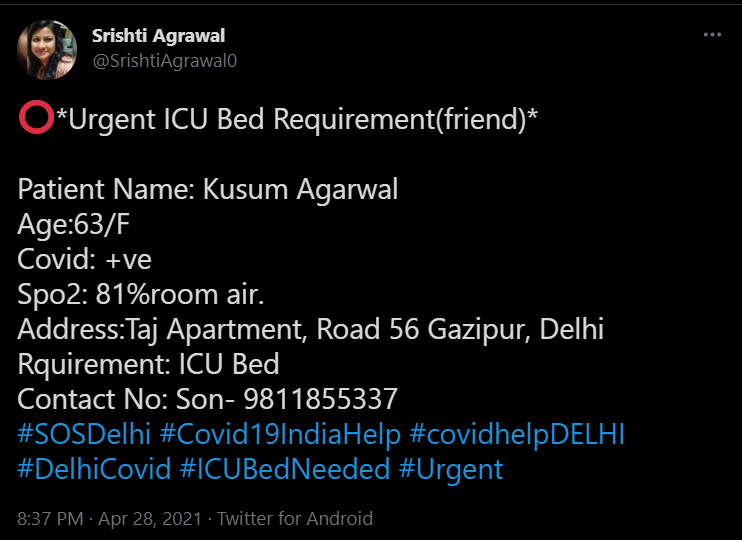 Srishti Agrawal
@SrishtiAgrawal0
⭕*Urgent ICU Bed Requirement(friend)*
Patient Name: Kusum Agarwal
Age:63/F
Covid: +ve
Spo2: 81%room air.
Address:Taj Apartment, Road 56 Gazipur, Delhi
Rquirement: ICU Bed
Contact No: Son- 9811855337
#SOSDelhi #Covid19IndiaHelp #covidhelpDELHI
#DelhiCovid #ICUBedNeeded #Urgent
8:37 PM · Apr 28, 2021 · Twitter for Android